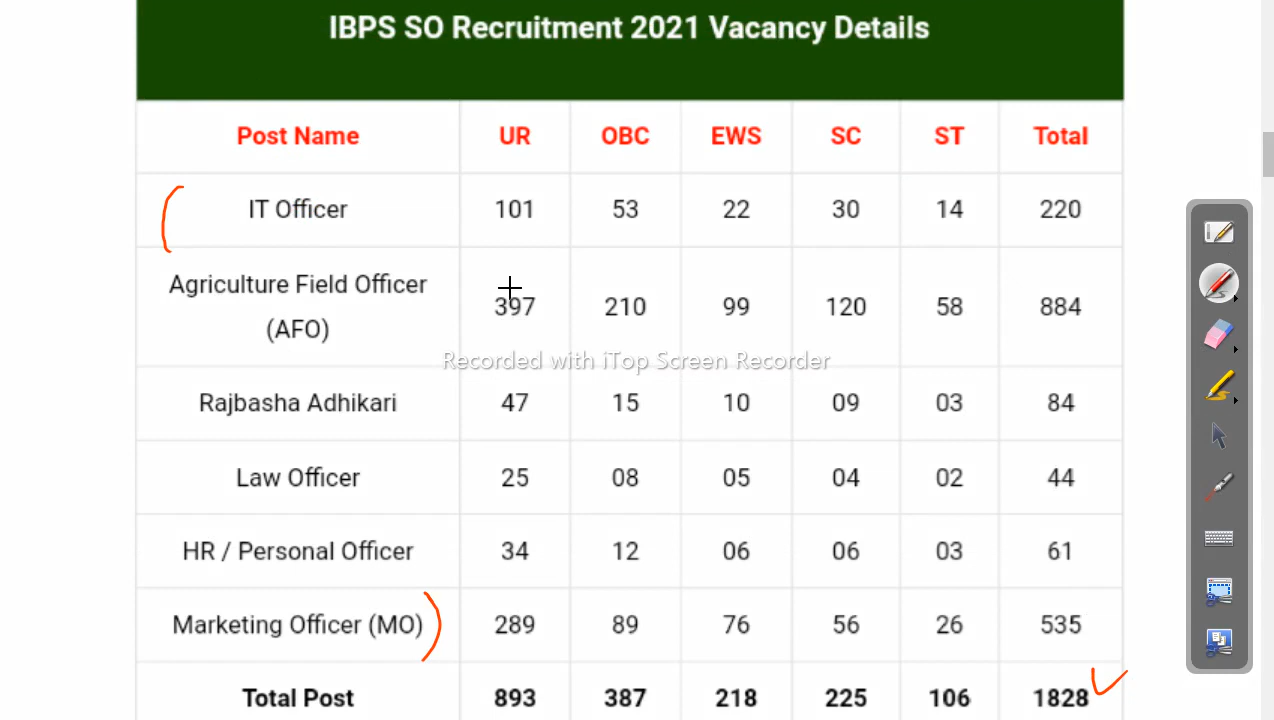 IBPS SO Recruitment 2021 Vacancy Details
Post Name UR OBC EWS SC ST Total
IT Officer 101 53 22 30 14 220
Agriculture Field Officer
(AFO) 397 210 99 120 58 884
Recorded with iTop Screen Recorder
Rajbasha Adhikari 47 15 10 09 03 84
Law Officer 25 08 05 04 02 44
HR / Personal Officer 34 12 06 06 03 61
Marketing Officer (MO) 289 89 76 56 26 535
Total Post 893 387 218 225 106 1828